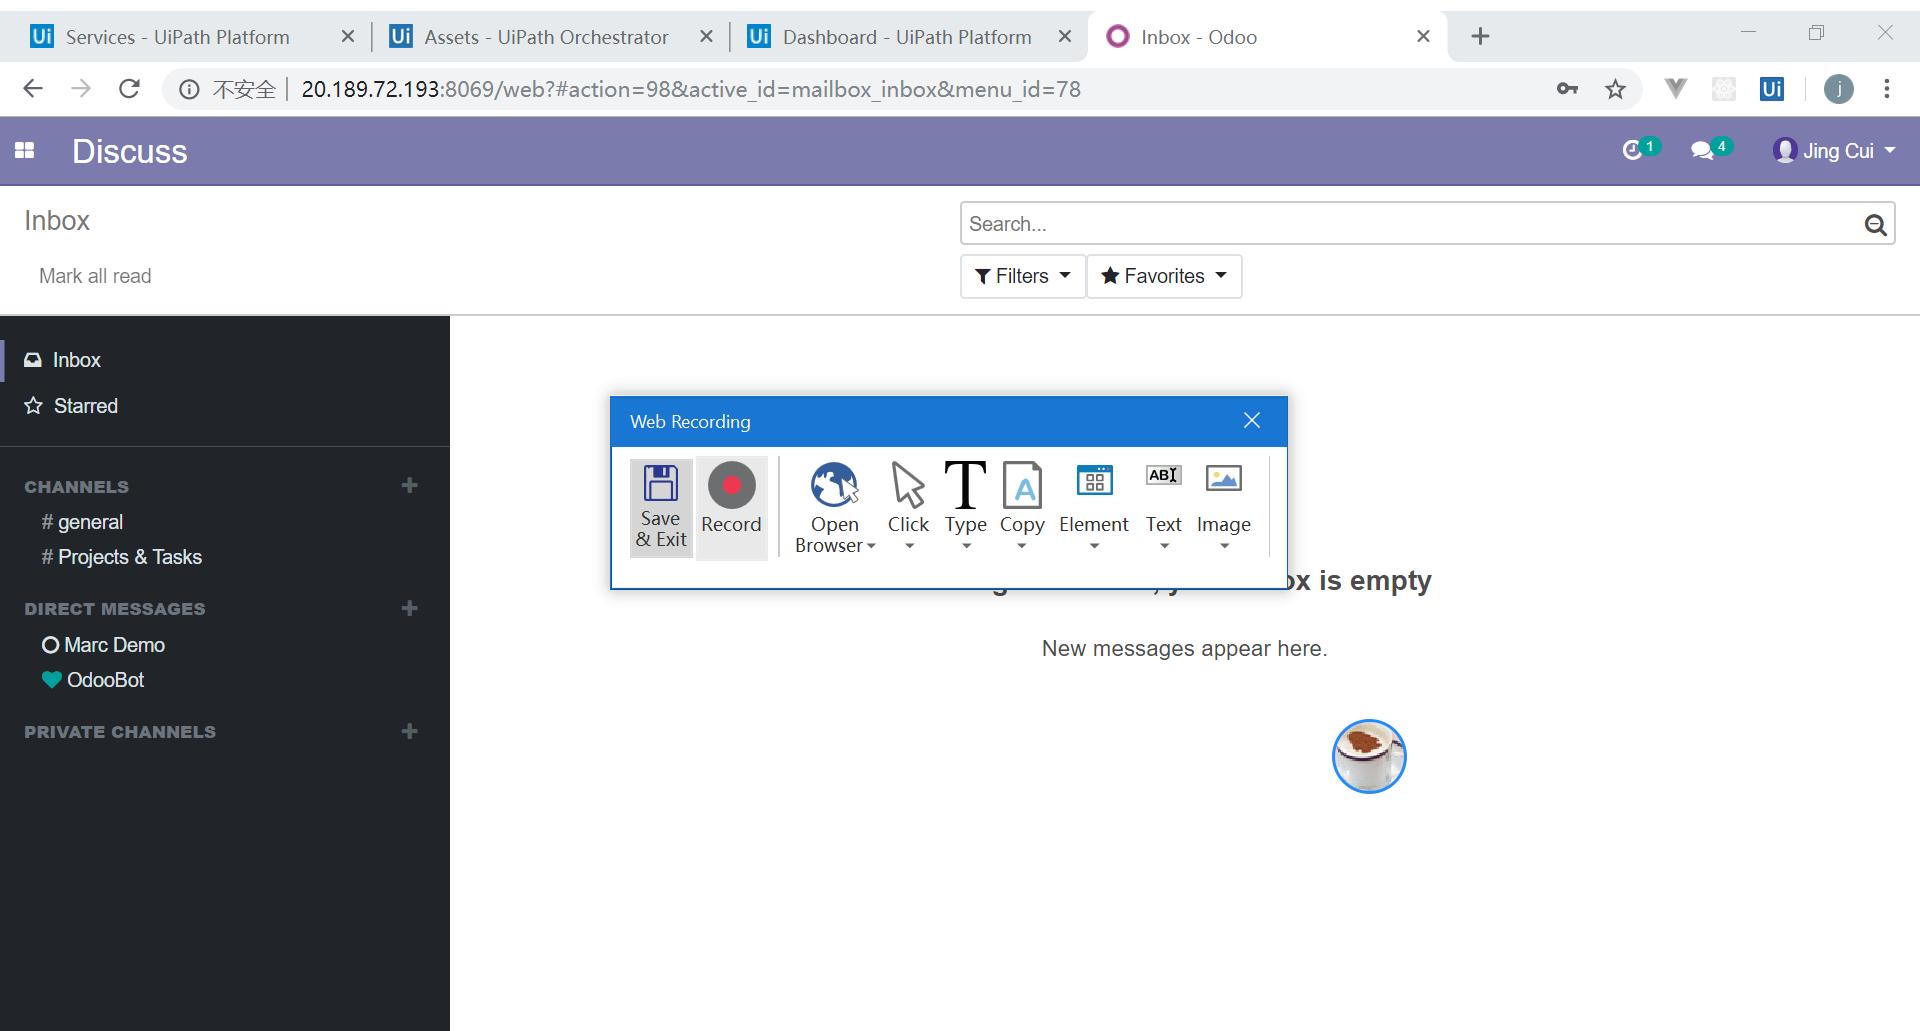 Ui Services - UiPath Platform
Ui Assets - UiPath Orchestrator
Ui Dashboard - UiPath Platform
Inbox - Odoo
不安全 20.189.72.193:8069/web?#action=98&active_id=mailbox_inbox&menu_id=78
Ui
j
Discuss
1
4
Jing Cui
Inbox
Search...
Mark all read
Filters
Favorites
Inbox
Starred
CHANNELS
# general
# Projects & Tasks
DIRECT MESSAGES
Marc Demo
OdooBot
PRIVATE CHANNELS
Web Recording
Save & Exit
Record
Open Browser
Click
T
Type
A
Copy
Element
ABI
Text
Image
is empty
New messages appear here.